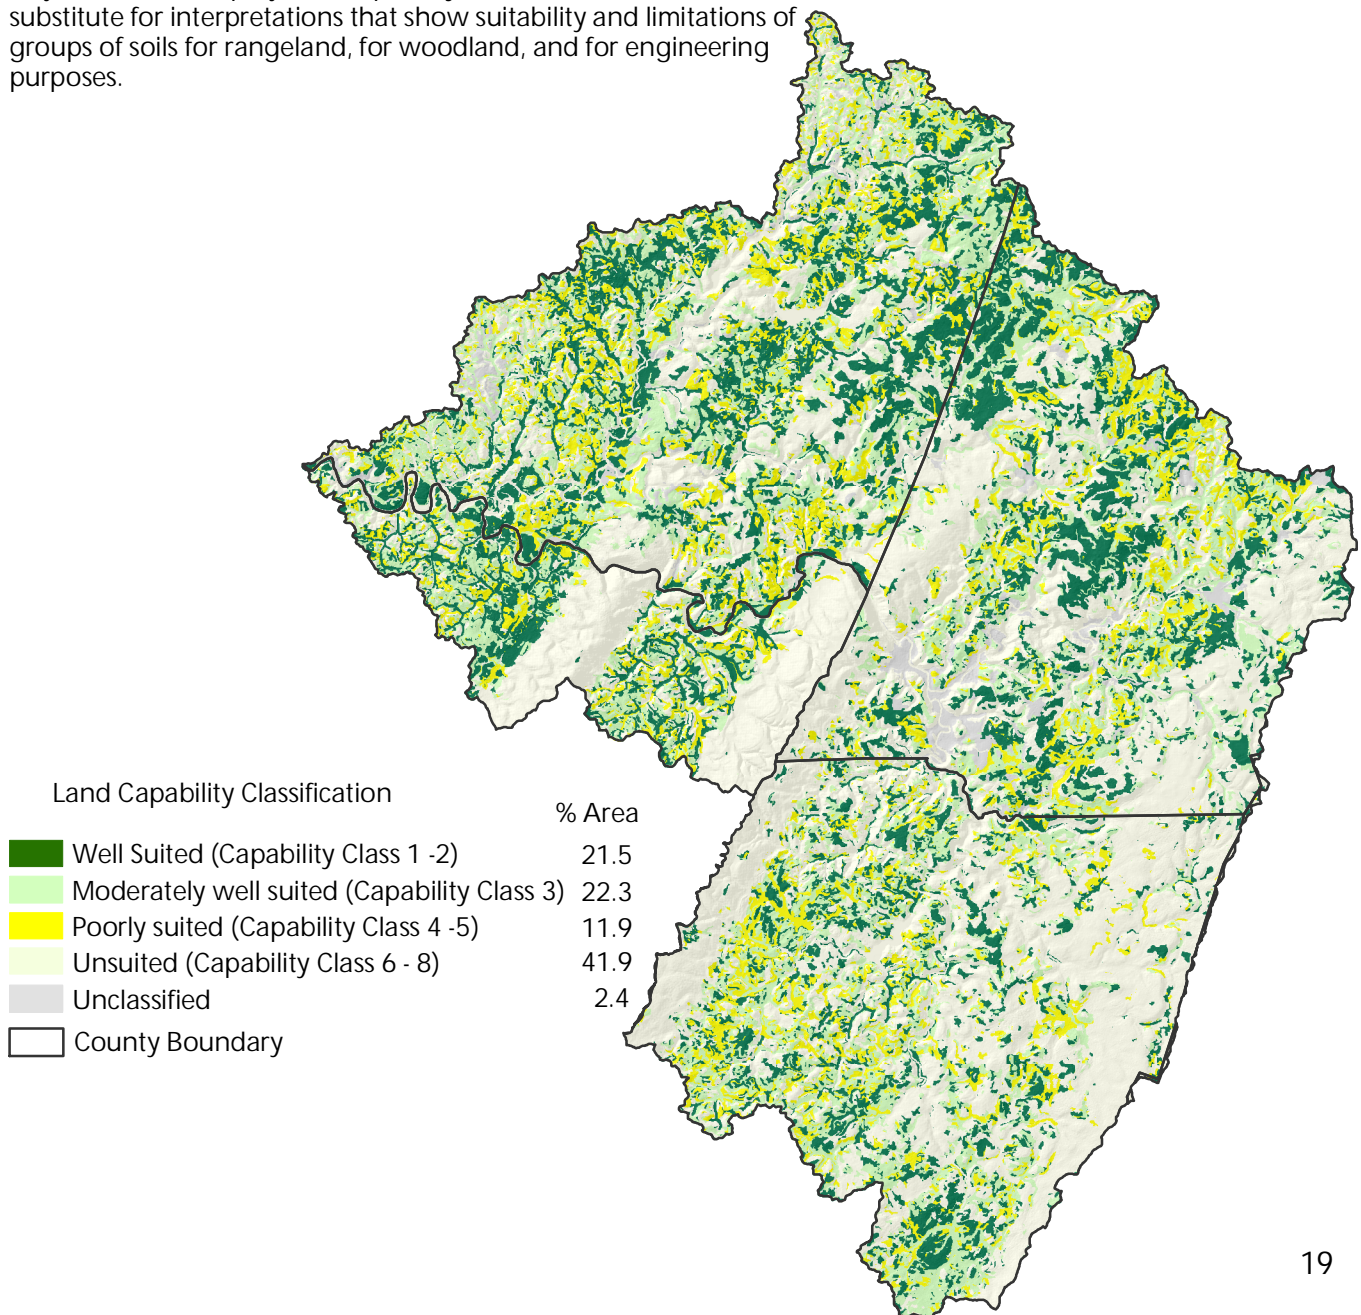 substitute for interpretations that show suitability and limitations of
groups of soils for rangeland, for woodland, and for engineering
purposes.
Land Capability Classification
% Area
Well Suited (Capability Class 1 -2) 21.5
Moderately well suited (Capability Class 3) 22.3
Poorly suited (Capability Class 4 -5) 11.9
Unsuited (Capability Class 6 - 8) 41.9
Unclassified 2.4
County Boundary
19